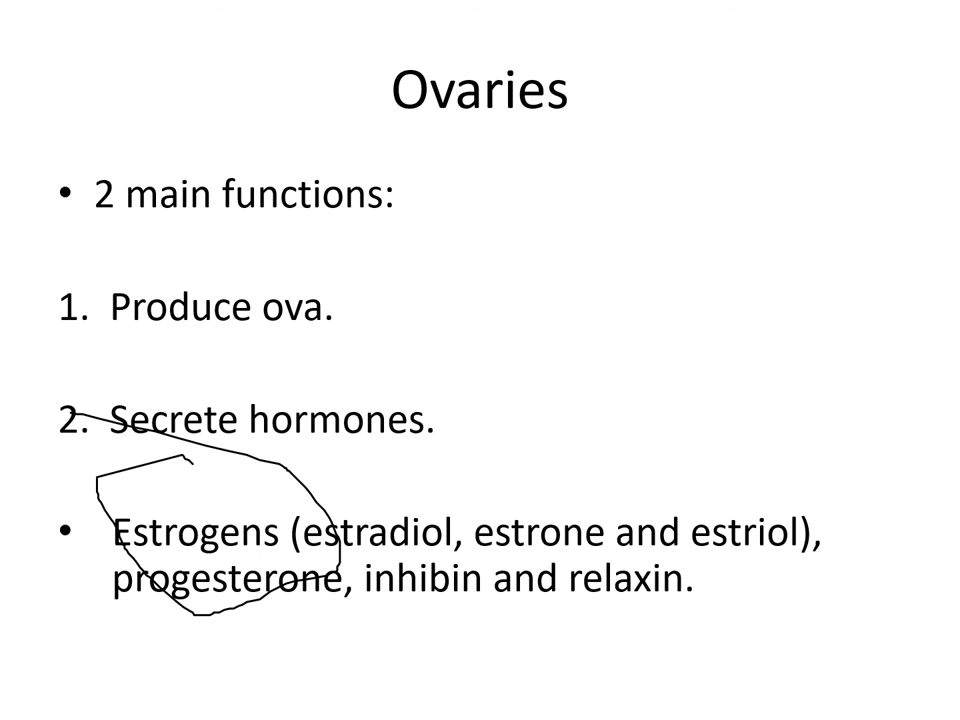 Ovaries
• 2 main functions:
1. Produce ova.
2. Secrete hormones.
• Estrogens (estradiol, estrone and estriol),
progesterone, inhibin and relaxin.